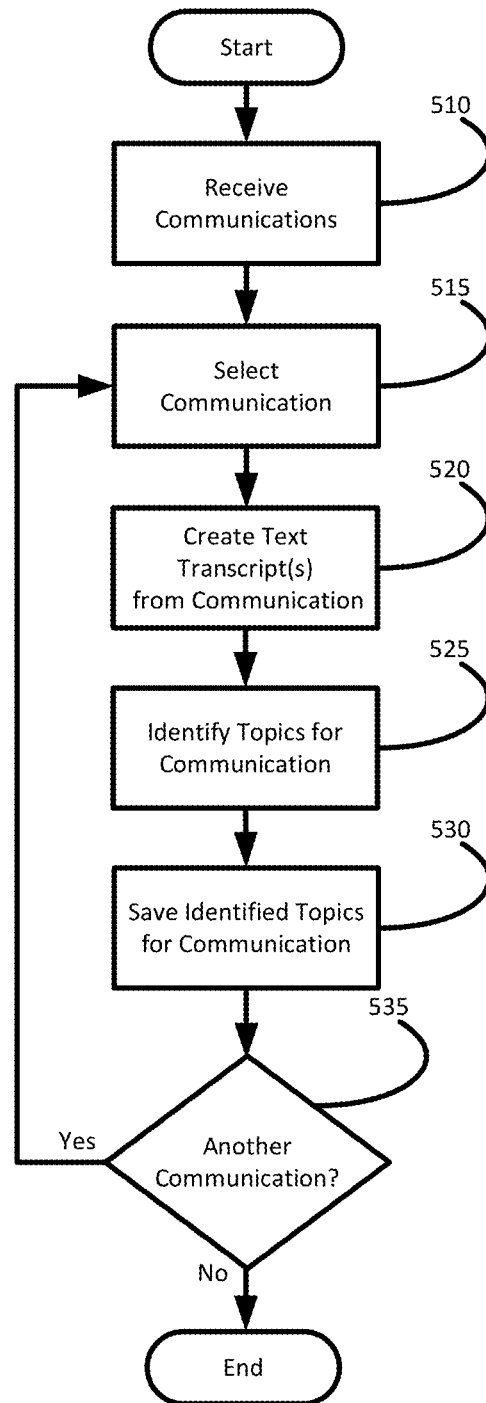 Start
510
Receive
Communications
515
Select
Communication
520
Create Text
Transcript(s)
from Communication
525
Identify Topics for
Communication
530
Save Identified Topics
for Communication
535
Yes
Another
Communication?
No
End